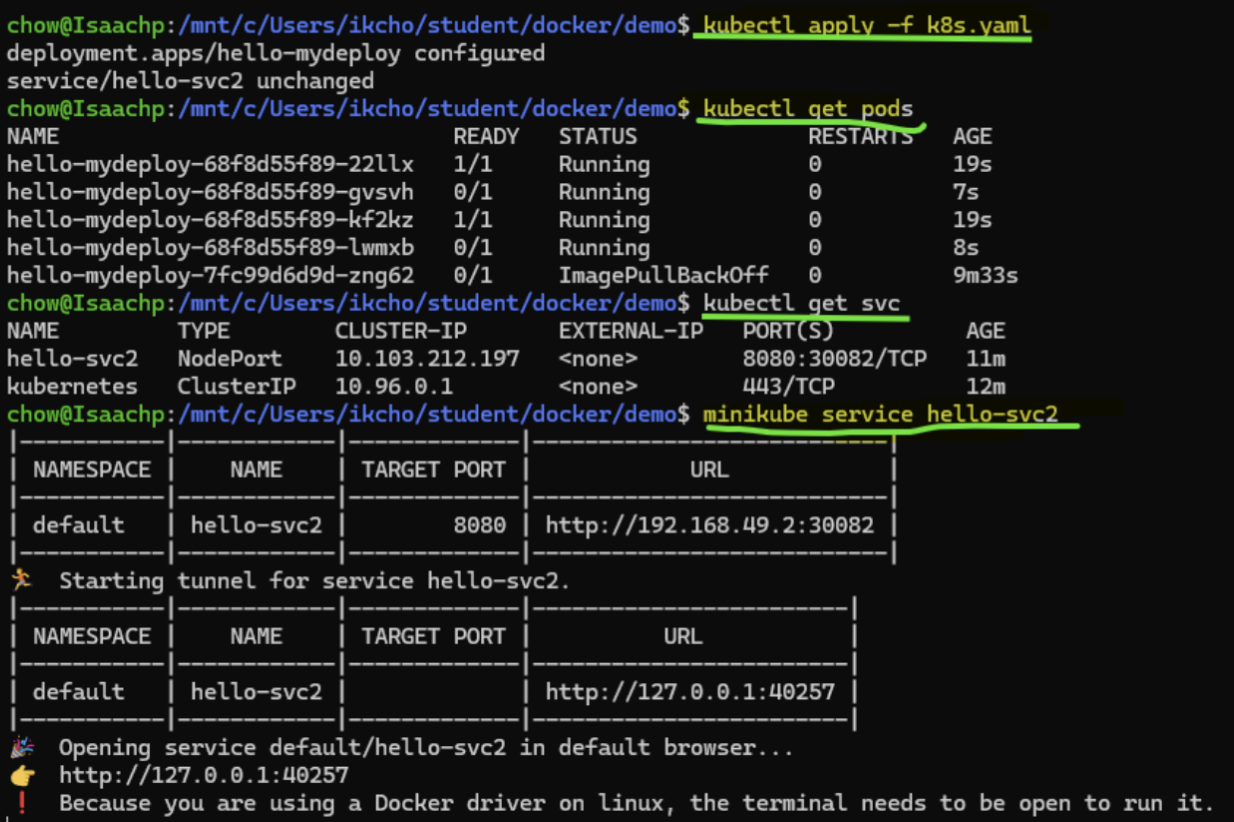 chow@Isaachp:/mnt/c/Users/ikcho/student/docker/demo$ kubectl apply -f k8s.yaml
deployment.apps/hello-mydeploy configured
service/hello-svc2 unchanged
chow@Isaachp:/mnt/c/Users/ikcho/student/docker/demo$ kubectl get pods
NAME                              READY   STATUS             RESTARTS   AGE
hello-mydeploy-68f8d55f89-22llx   1/1     Running            0          19s
hello-mydeploy-68f8d55f89-gvsvh   0/1     Running            0          7s
hello-mydeploy-68f8d55f89-kf2kz   1/1     Running            0          19s
hello-mydeploy-68f8d55f89-lwmxb   0/1     Running            0          8s
hello-mydeploy-7fc99d6d9d-zng62   0/1     ImagePullBackOff   0          9m33s
chow@Isaachp:/mnt/c/Users/ikcho/student/docker/demo$ kubectl get svc
NAME         TYPE        CLUSTER-IP       EXTERNAL-IP   PORT(S)          AGE
hello-svc2   NodePort    10.103.212.197   <none>        8080:30082/TCP   11m
kubernetes   ClusterIP   10.96.0.1        <none>        443/TCP          12m
chow@Isaachp:/mnt/c/Users/ikcho/student/docker/demo$ minikube service hello-svc2
|-----------|------------|-------------|---------------------------|
| NAMESPACE |    NAME    | TARGET PORT |            URL            |
|-----------|------------|-------------|---------------------------|
| default   | hello-svc2 |        8080 | http://192.168.49.2:30082 |
|-----------|------------|-------------|---------------------------|
🏃 Starting tunnel for service hello-svc2.
|-----------|------------|-------------|------------------------|
| NAMESPACE |    NAME    | TARGET PORT |          URL           |
|-----------|------------|-------------|------------------------|
| default   | hello-svc2 |             | http://127.0.0.1:40257 |
|-----------|------------|-------------|------------------------|
🎉 Opening service default/hello-svc2 in default browser...
👉 http://127.0.0.1:40257
❗ Because you are using a Docker driver on linux, the terminal needs to be open to run it.